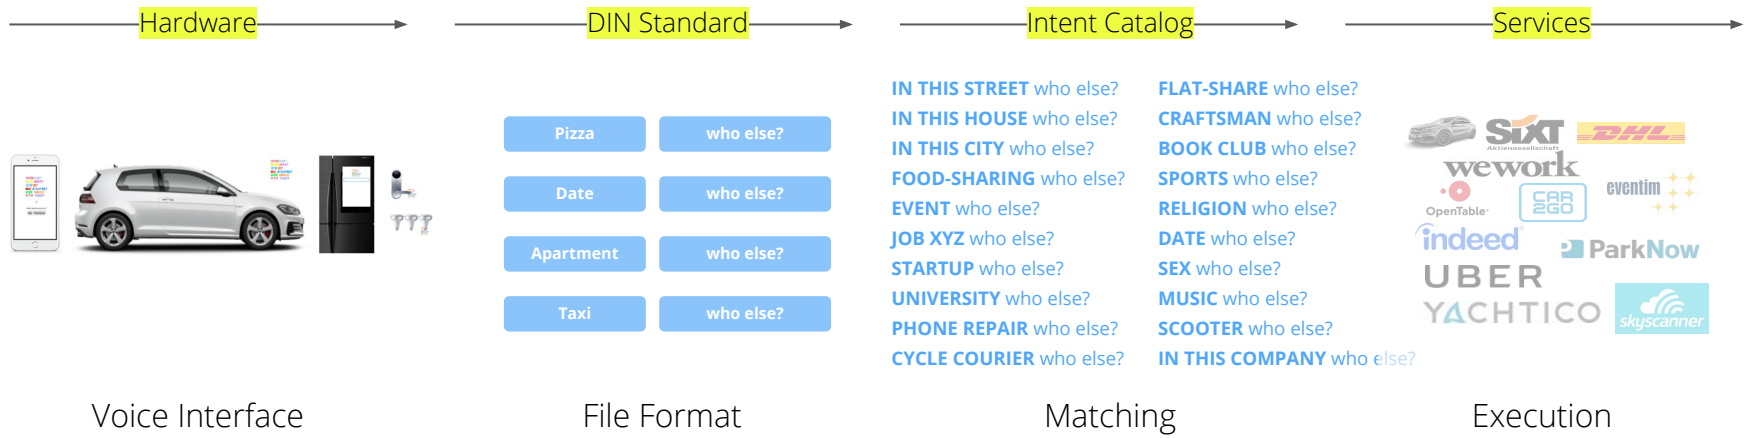 Hardware
DIN Standard
Intent Catalog
Services
Pizza who else?
Date who else?
Apartment who else?
Taxi who else?
IN THIS STREET who else?
IN THIS HOUSE who else?
IN THIS CITY who else?
FOOD-SHARING who else?
EVENT who else?
JOB XYZ who else?
STARTUP who else?
UNIVERSITY who else?
PHONE REPAIR who else?
CYCLE COURIER who else?
FLAT-SHARE who else?
CRAFTSMAN who else?
BOOK CLUB who else?
SPORTS who else?
RELIGION who else?
DATE who else?
SEX who else?
MUSIC who else?
SCOOTER who else?
IN THIS COMPANY who else?
SIXT
Aktiengesellschaft
DHL
wework
OpenTable
CAR
2GO
eventim
indeed
ParkNow
UBER
YACHTICO
skyscanner
Voice Interface
File Format
Matching
Execution